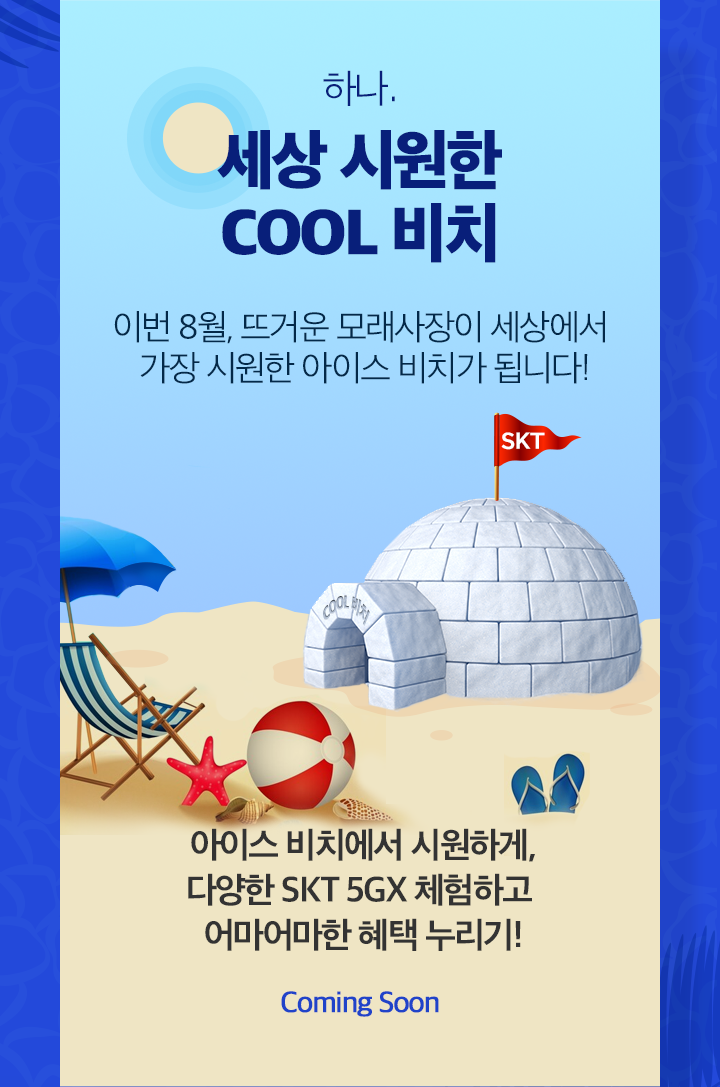 하나.
세상 시원한
COOL 비치
이번 8월, 뜨거운 모래사장이 세상에서
가장 시원한 아이스 비치가 됩니다!
SKT
COOL 비치
아이스 비치에서 시원하게,
다양한 SKT 5GX 체험하고
어마어마한 혜택 누리기!
Coming Soon